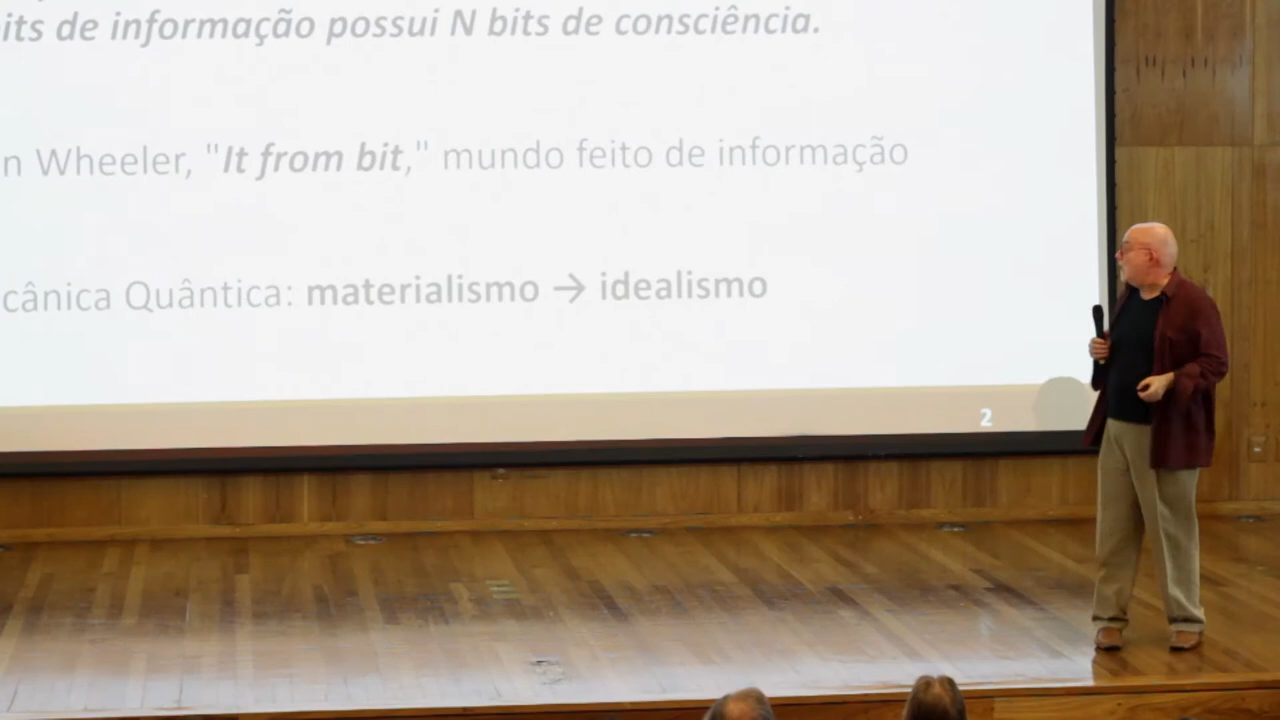 its de informação possui N bits de consciência.
n Wheeler, "It from bit," mundo feito de informação
cânica Quântica: materialismo → idealismo
2